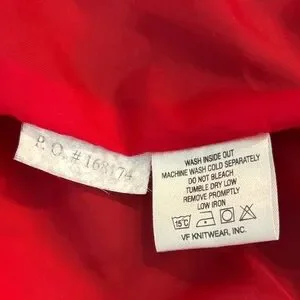 P.O. #168174
WASH INSIDE OUT
MACHINE WASH COLD SEPARATELY
DO NOT BLEACH
TUMBLE DRY LOW
REMOVE PROMPTLY
LOW IRON
15°C
VF KNITWEAR, INC.